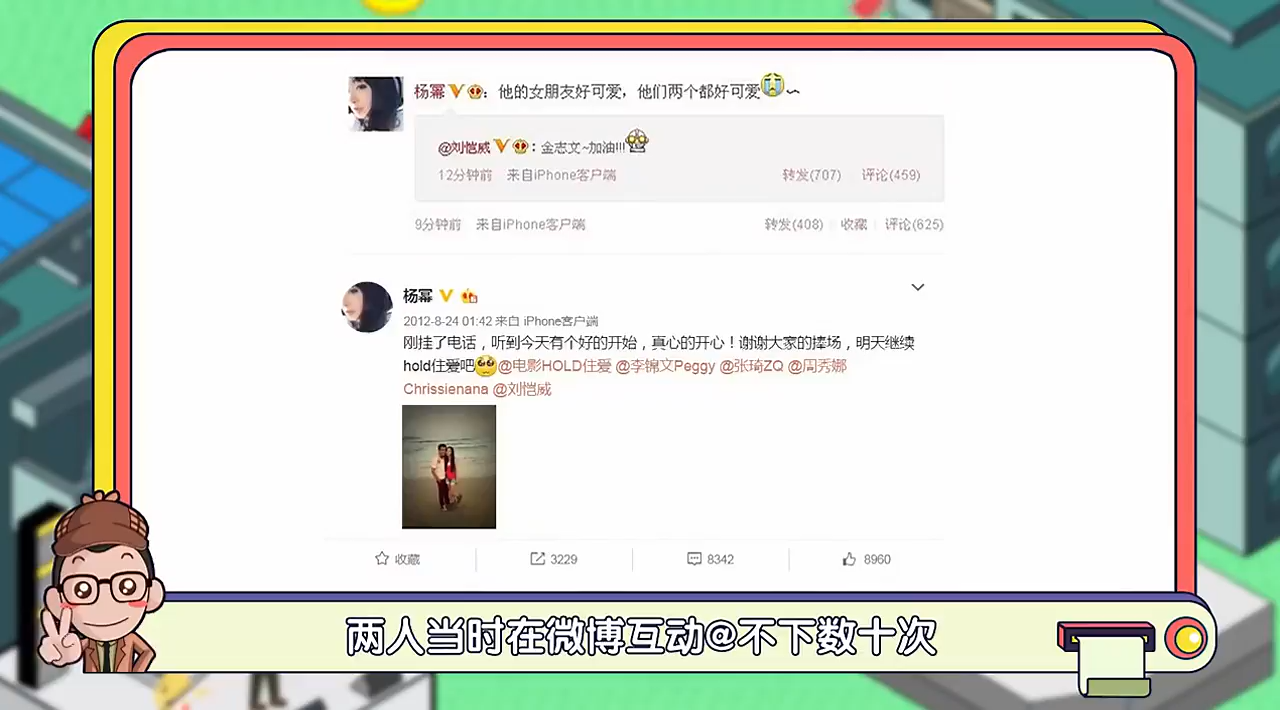 杨幂：他的女朋友好可爱，他们两个都好可爱
@刘恺威：金志文~加油!!!
12分钟前 来自iPhone客户端 转发(707) 评论(459)
9分钟前 来自iPhone客户端 转发(408) 收藏 评论(625)
杨幂
2012-8-24 01:42 来自 iPhone客户端
刚挂了电话，听到今天有个好的开始，真心的开心！谢谢大家的捧场，明天继续
hold住爱吧@电影HOLD住爱 @李锦文Peggy @张琦ZQ @周秀娜
Chrissienana @刘恺威
收藏 3229 8342 8960
两人当时在微博互动@不下数十次